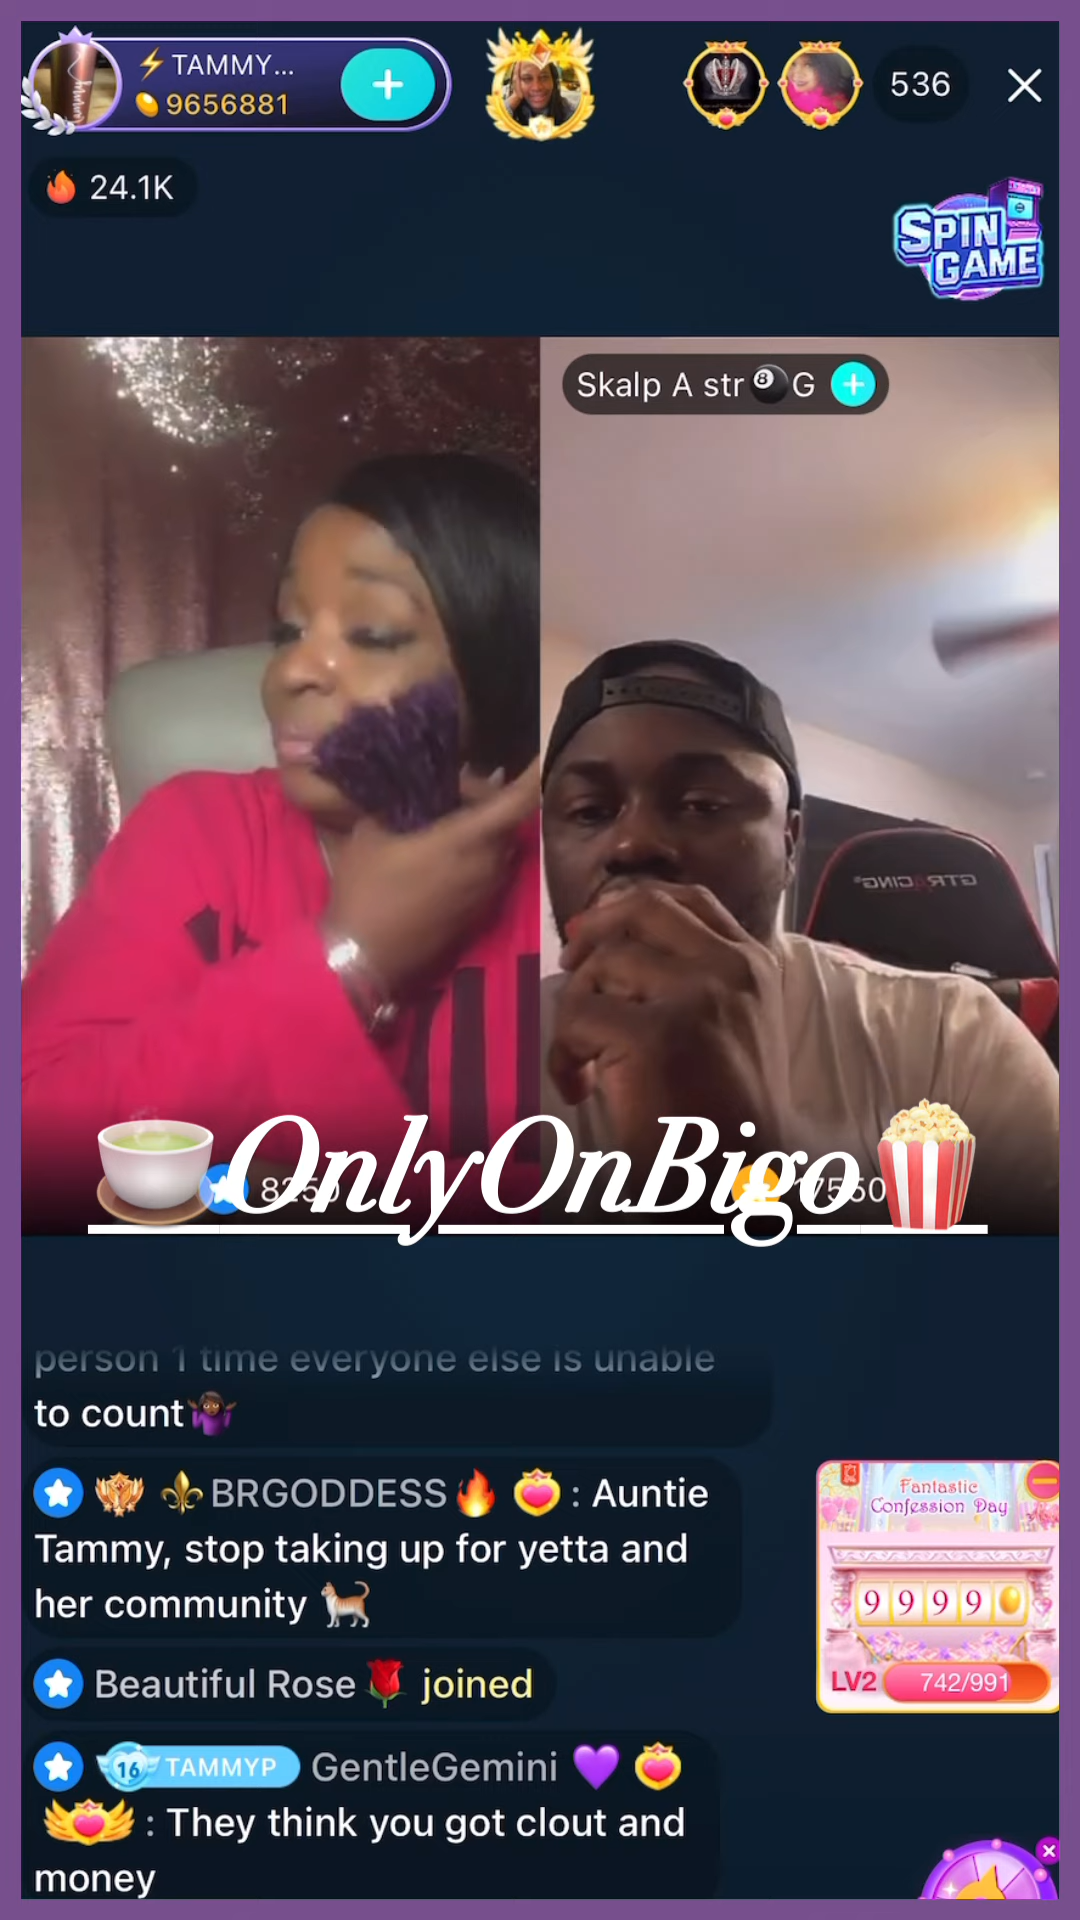 TAMMY...
9656881
536
24.1K
SPIN
GAME
Skalp A str G
GTRACING
OnlyOnBigo
person 1 time everyone else is unable
to count
BRGODDESS : Auntie
Tammy, stop taking up for yetta and
her community
Fantastic
Confession Day
9 9 9 9
LV2 742/991
Beautiful Rose joined
16 TAMMYP GentleGemini
: They think you got clout and
money